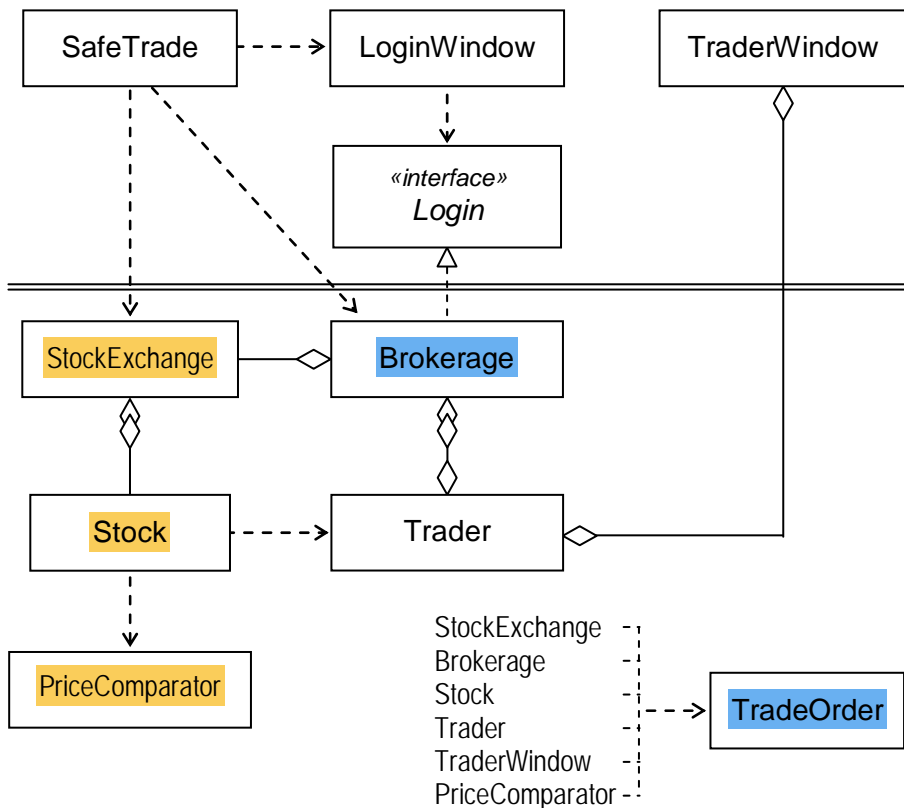 SafeTrade
LoginWindow
TraderWindow
«interface»
Login
StockExchange
Brokerage
Stock
Trader
PriceComparator
StockExchange
Brokerage
Stock
Trader
TraderWindow
PriceComparator
TradeOrder